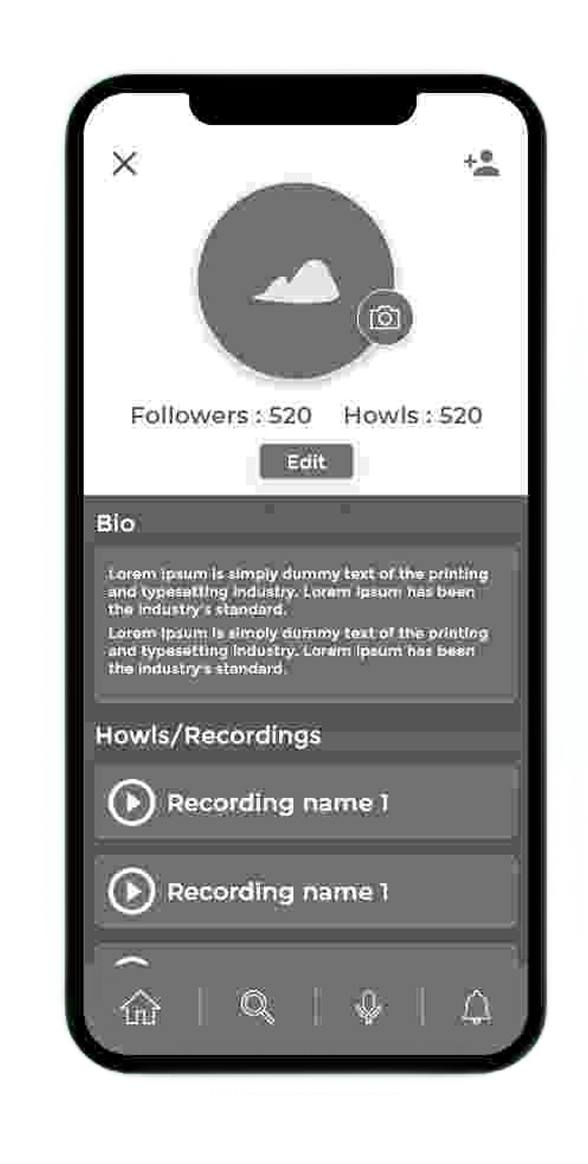 Followers : 520 Howls : 520
Edit
Bio
Lorem Ipsum is simply dummy text of the printing
and typesetting industry. Lorem Ipsum has been
the industry's standard.
Lorem Ipsum is simply dummy text of the printing
and typesetting industry. Lorem Ipsum has been
the industry's standard.
Howls/Recordings
Recording name 1
Recording name 1